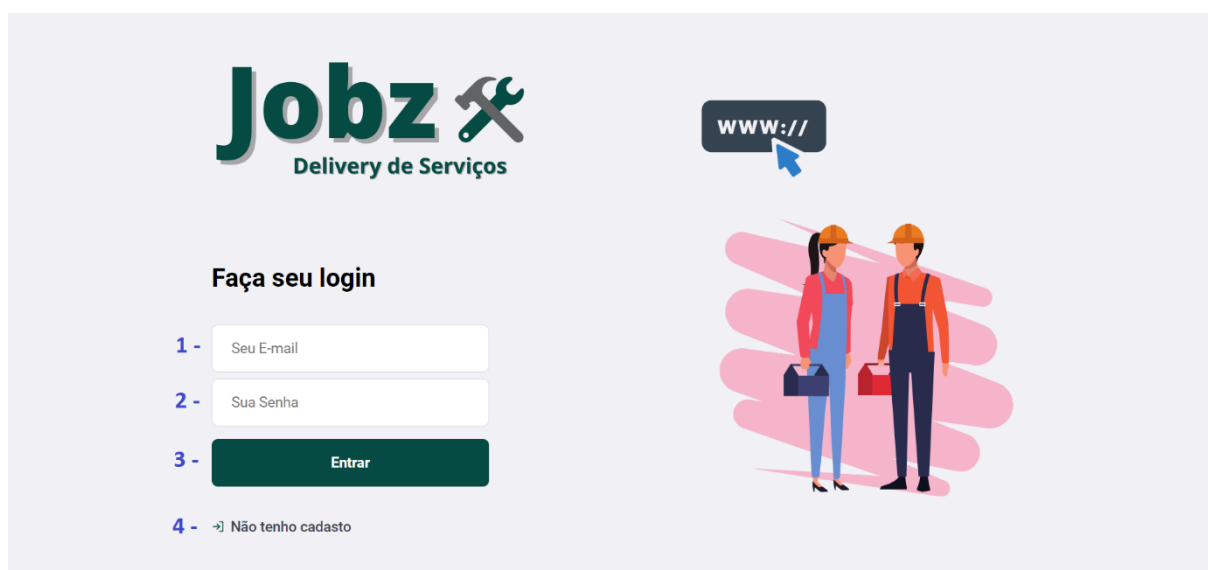 Jobz
Delivery de Serviços
www://
Faça seu login
1 - Seu E-mail
2 - Sua Senha
3 - Entrar
4 - Não tenho cadasto